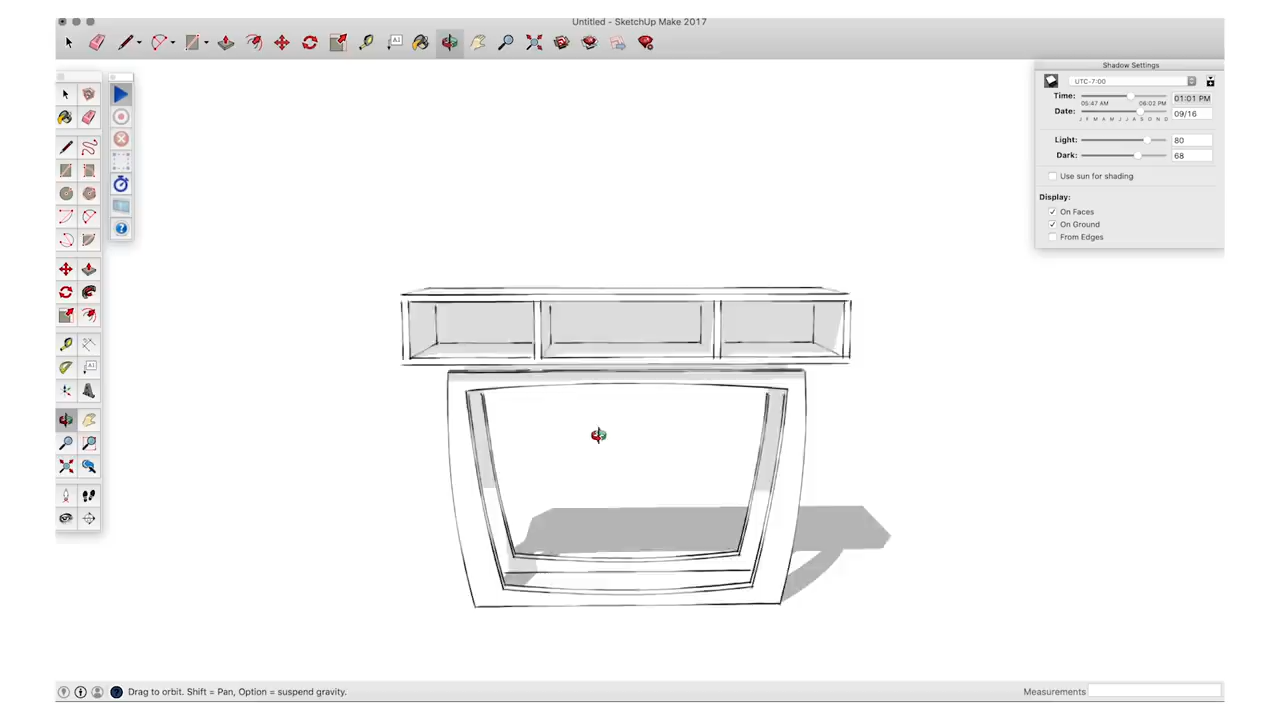 Untitled - SketchUp Make 2017
Shadow Settings
UTC-7:00
Time:
05:47 AM
06:02 PM
01:01 PM
Date:
J F M A M J J A S O N D
09/16
Light:
80
Dark:
68
Use sun for shading
Display:
On Faces
On Ground
From Edges
Drag to orbit. Shift = Pan, Option = suspend gravity.
Measurements